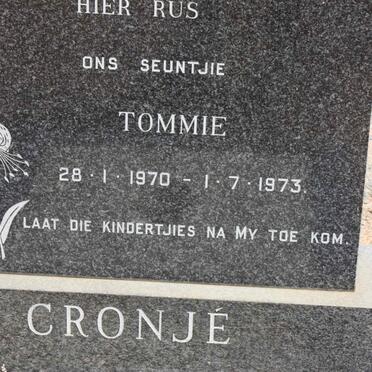 HIER RUS
ONS SEUNTJIE
TOMMIE
28·1·1970 - 1·7·1973.
LAAT DIE KINDERTJIES NA MY TOE KOM.
CRONJÉ